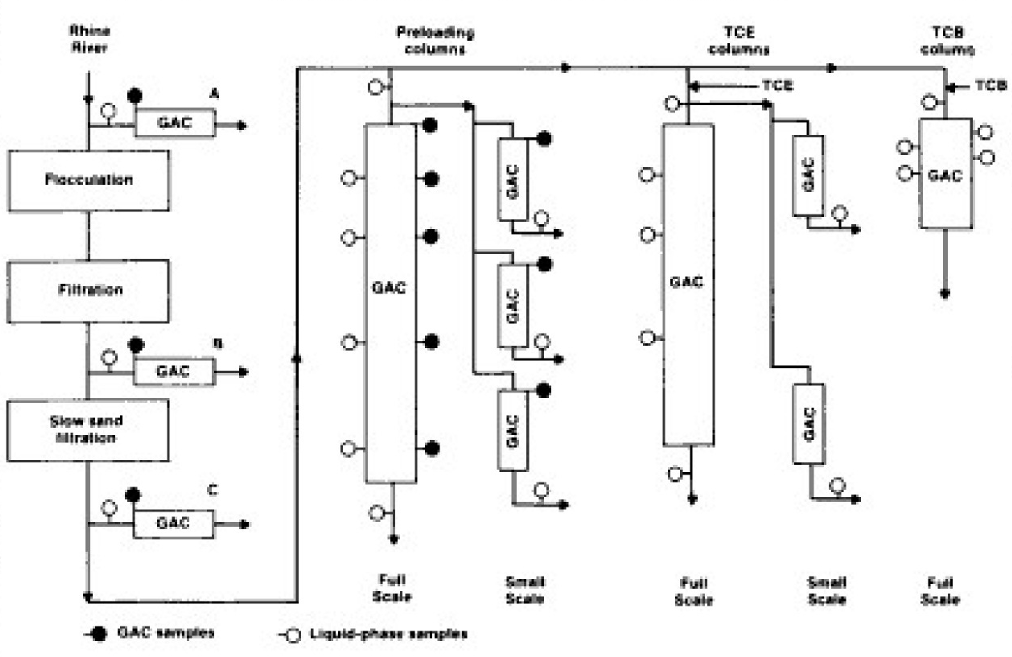 Rhine
River
Preloading
columns
TCE
columns
TCB
column
A
GAC
Flocculation
Filtration
B
GAC
Slow sand
filtration
C
GAC
GAC
GAC
GAC
GAC
TCE
GAC
GAC
GAC
TCB
GAC
Full
Scale
Small
Scale
Full
Scale
Small
Scale
Full
Scale
GAC samples
Liquid-phase samples